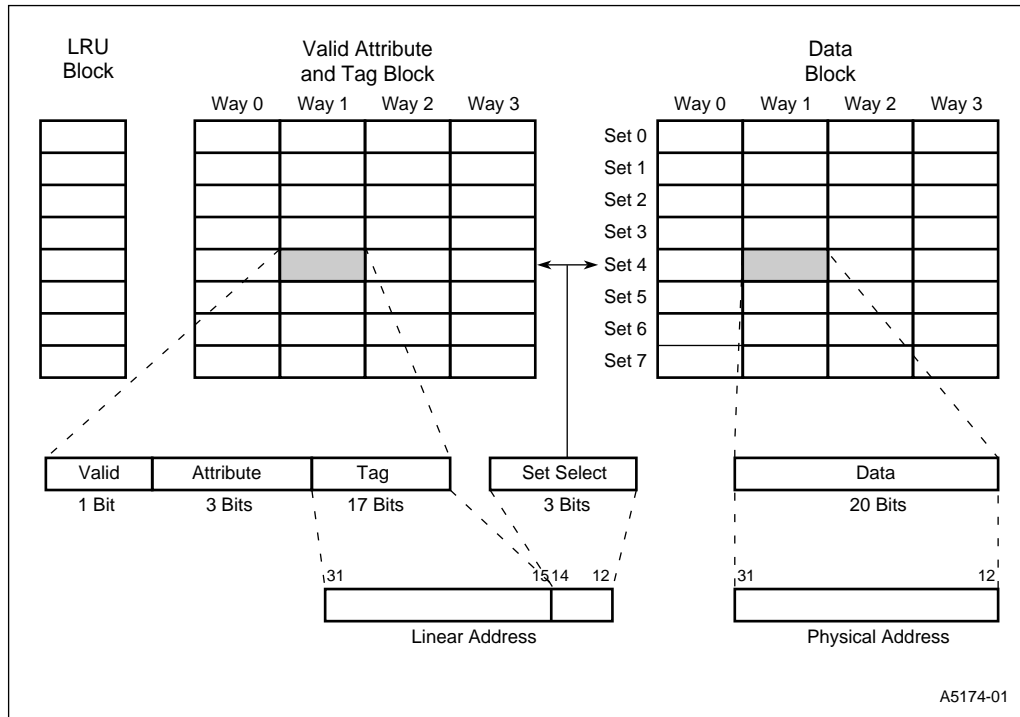 LRU
Block
Valid Attribute
and Tag Block
Data
Block
Way 0 Way 1 Way 2 Way 3
Way 0 Way 1 Way 2 Way 3
Set 0
Set 1
Set 2
Set 3
Set 4
Set 5
Set 6
Set 7
Valid Attribute Tag
1 Bit 3 Bits 17 Bits
Set Select
3 Bits
Data
20 Bits
31 15 14 12
Linear Address
31 12
Physical Address
A5174-01